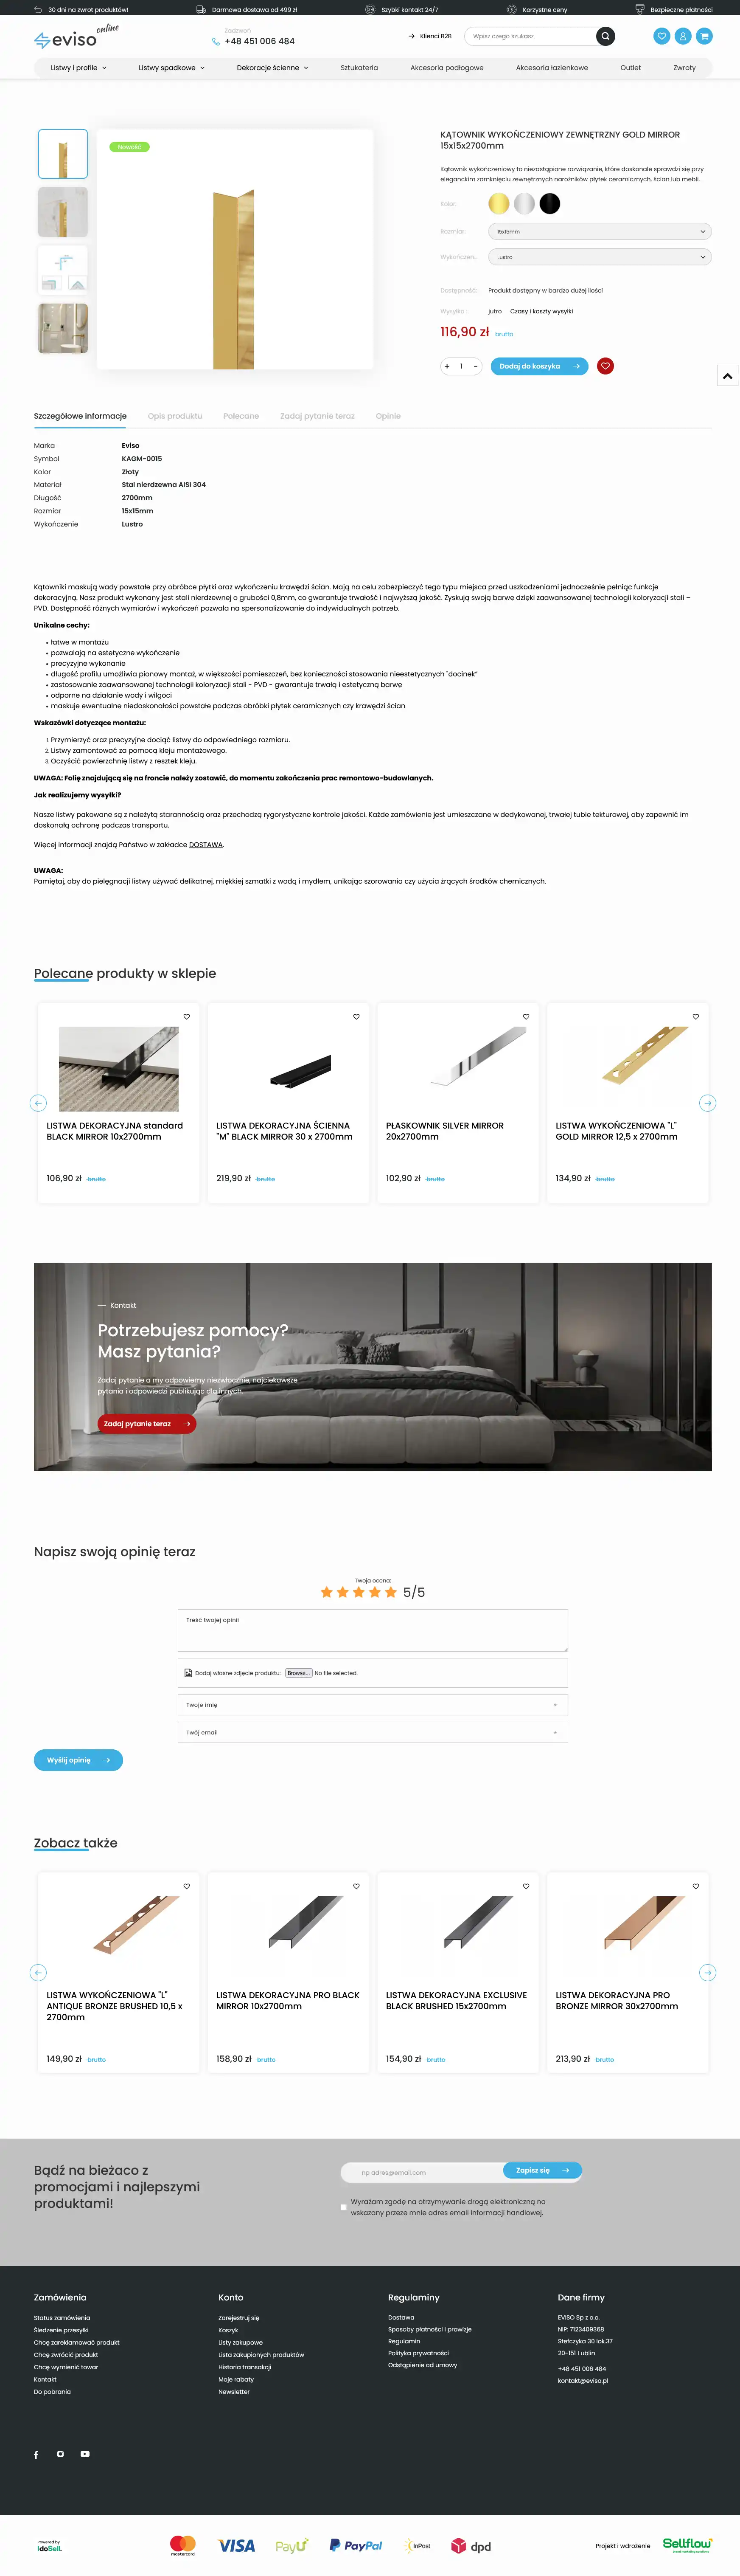 30 dni na zwrot produktów!
Darmowa dostawa od 499 zł
Szybki kontakt 24/7
Korzystne ceny
Bezpieczne płatności
eviso online
Zadzwoń
+48 451 006 484
Klienci B2B
Wpisz czego szukasz
Listwy i profile
Listwy spadkowe
Dekoracje ścienne
Sztukateria
Akcesoria podłogowe
Akcesoria łazienkowe
Outlet
Zwroty
Nowość
KĄTOWNIK WYKOŃCZENIOWY ZEWNĘTRZNY GOLD MIRROR
15x15x2700mm
Kątownik wykończeniowy to niezastąpione rozwiązanie, które doskonale sprawdzi się przy
eleganckim zamknięciu zewnętrznych narożników płytek ceramicznych, ścian lub mebli.
Kolor:
Rozmiar:
15x15mm
Wykończen...
Lustro
Dostępność:
Produkt dostępny w bardzo dużej ilości
Wysyłka:
jutro
Czasy i koszty wysyłki
116,90 zł
brutto
+ 1 -
Dodaj do koszyka
Szczegółowe informacje
Opis produktu
Polecane
Zadaj pytanie teraz
Opinie
Marka
Eviso
Symbol
KAGM-0015
Kolor
Złoty
Materiał
Stal nierdzewna AISI 304
Długość
2700mm
Rozmiar
15x15mm
Wykończenie
Lustro
Kątowniki maskują wady powstałe przy obróbce płytki oraz wykończeniu krawędzi ścian. Mają na celu zabezpieczyć tego typu miejsca przed uszkodzeniami jednocześnie pełniąc funkcje
dekoracyjną. Nasz produkt wykonany jest stali nierdzewnej o grubości 0,8mm, co gwarantuje trwałość i najwyższą jakość. Zyskują swoją barwę dzięki zaawansowanej technologii koloryzacji stali –
PVD. Dostępność różnych wymiarów i wykończeń pozwala na spersonalizowanie do indywidualnych potrzeb.
Unikalne cechy:
• łatwe w montażu
• pozwalają na estetyczne wykończenie
• precyzyjne wykonanie
• długość profilu umożliwia pionowy montaż, w większości pomieszczeń, bez konieczności stosowania nieestetycznych "docinek"
• zastosowanie zaawansowanej technologii koloryzacji stali - PVD - gwarantuje trwałą i estetyczną barwę
• odporne na działanie wody i wilgoci
• maskuje ewentualne niedoskonałości powstałe podczas obróbki płytek ceramicznych czy krawędzi ścian
Wskazówki dotyczące montażu:
1. Przymierzyć oraz precyzyjne dociąć listwy do odpowiedniego rozmiaru.
2. Listwy zamontować za pomocą kleju montażowego.
3. Oczyścić powierzchnię listwy z resztek kleju.
UWAGA: Folię znajdującą się na froncie należy zostawić, do momentu zakończenia prac remontowo-budowlanych.
Jak realizujemy wysyłki?
Nasze listwy pakowane są z należytą starannością oraz przechodzą rygorystyczne kontrole jakości. Każde zamówienie jest umieszczane w dedykowanej, trwałej tubie tekturowej, aby zapewnić im
doskonałą ochronę podczas transportu.
Więcej informacji znajdą Państwo w zakładce DOSTAWA.
UWAGA:
Pamiętaj, aby do pielęgnacji listwy używać delikatnej, miękkiej szmatki z wodą i mydłem, unikając szorowania czy użycia żrących środków chemicznych.
Polecane produkty w sklepie
LISTWA DEKORACYJNA standard
BLACK MIRROR 10x2700mm
106,90 zł brutto
LISTWA DEKORACYJNA ŚCIENNA
"M" BLACK MIRROR 30 x 2700mm
219,90 zł brutto
PŁASKOWNIK SILVER MIRROR
20x2700mm
102,90 zł brutto
LISTWA WYKOŃCZENIOWA "L"
GOLD MIRROR 12,5 x 2700mm
134,90 zł brutto
Kontakt
Potrzebujesz pomocy?
Masz pytania?
Zadaj pytanie a my odpowiemy niezwłocznie, najciekawsze
pytania i odpowiedzi publikując dla innych.
Zadaj pytanie teraz
Napisz swoją opinię teraz
Twoja ocena:
5/5
Treść twojej opinii
Dodaj własne zdjęcie produktu: Browse... No file selected.
Twoje imię
Twój email
Wyślij opinię
Zobacz także
LISTWA WYKOŃCZENIOWA "L"
ANTIQUE BRONZE BRUSHED 10,5 x
2700mm
149,90 zł brutto
LISTWA DEKORACYJNA PRO BLACK
MIRROR 10x2700mm
158,90 zł brutto
LISTWA DEKORACYJNA EXCLUSIVE
BLACK BRUSHED 15x2700mm
154,90 zł brutto
LISTWA DEKORACYJNA PRO
BRONZE MIRROR 30x2700mm
213,90 zł brutto
Bądź na bieżaco z
promocjami i najlepszymi
produktami!
np adres@email.com
Zapisz się
Wyrażam zgodę na otrzymywanie drogą elektroniczną na
wskazany przeze mnie adres email informacji handlowej.
Zamówienia
Status zamówienia
Śledzenie przesyłki
Chcę zareklamować produkt
Chcę zwrócić produkt
Chcę wymienić towar
Kontakt
Do pobrania
Konto
Zarejestruj się
Koszyk
Listy zakupowe
Lista zakupionych produktów
Historia transakcji
Moje rabaty
Newsletter
Regulaminy
Dostawa
Sposoby płatności i prowizje
Regulamin
Polityka prywatności
Odstąpienie od umowy
Dane firmy
EVISO Sp z o.o.
NIP: 7123409368
Stefczyka 30 lok.37
20-151 Lublin
+48 451 006 484
kontakt@eviso.pl
Powered by
IdoSell.
mastercard
VISA
PayU
PayPal
InPost
dpd
Projekt i wdrożenie
Sellflow